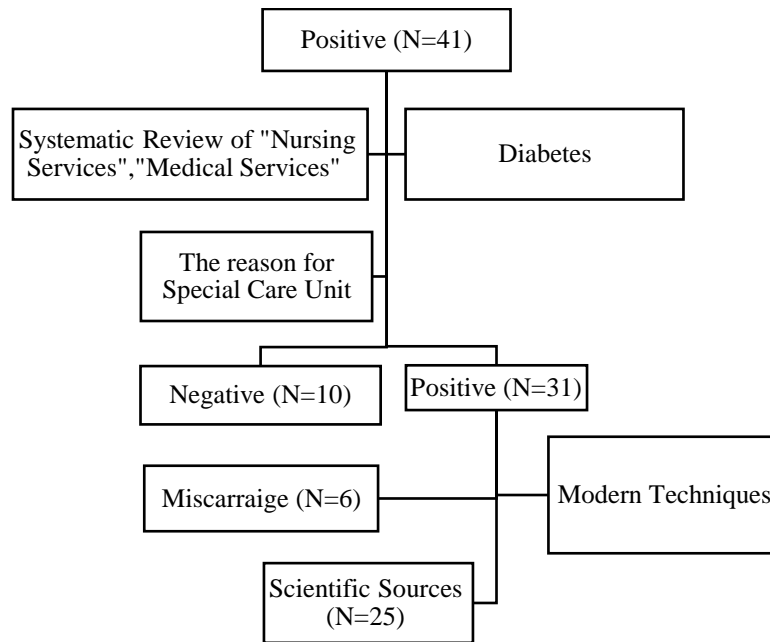 Positive (N=41)
Systematic Review of "Nursing
Services","Medical Services"
Diabetes
The reason for
Special Care Unit
Negative (N=10)
Positive (N=31)
Miscarraige (N=6)
Modern Techniques
Scientific Sources
(N=25)